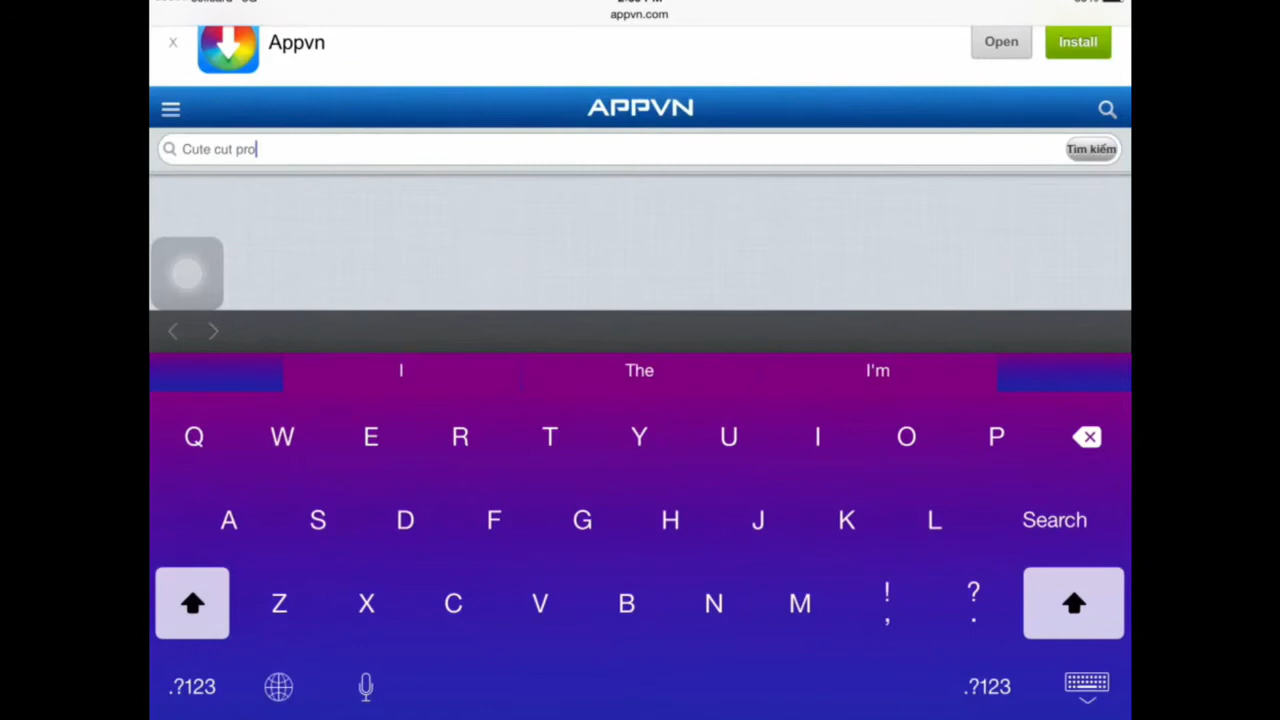 appvn.com
X
Appvn
Open
Install
APPVN
Cute cut pro
Tìm kiếm
I
The
I'm
Q W E R T Y U I O P
A S D F G H J K L Search
Z X C V B N M ! , ? .
.?123
.?123